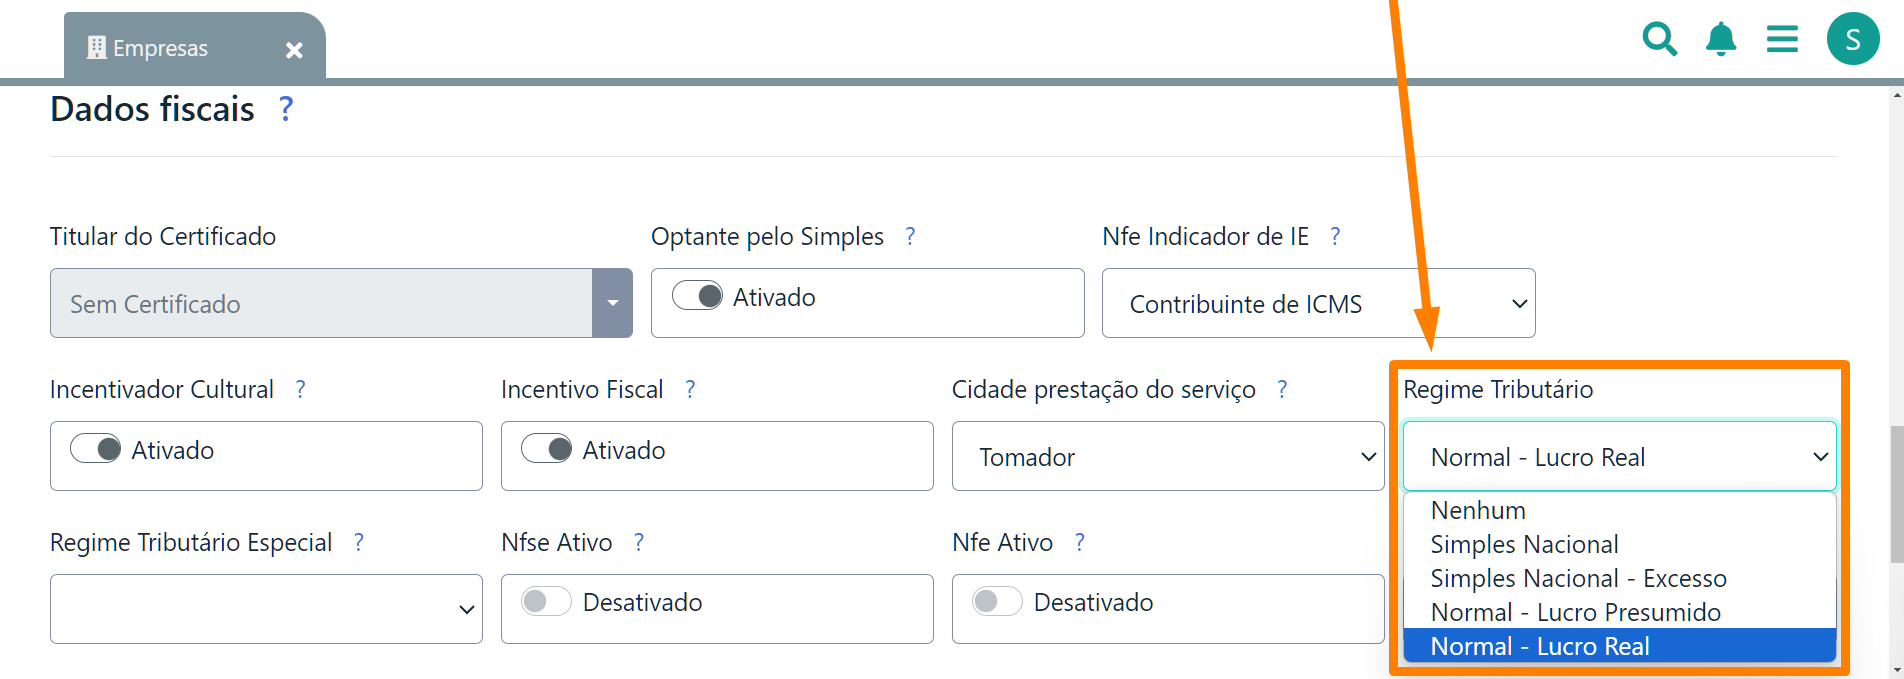 Empresas
S
Dados fiscais ?
Titular do Certificado
Optante pelo Simples ?
Nfe Indicador de IE ?
Sem Certificado
Ativado
Contribuinte de ICMS
Incentivador Cultural ?
Incentivo Fiscal ?
Cidade prestação do serviço ?
Regime Tributário
Ativado
Ativado
Tomador
Normal - Lucro Real
Nenhum
Simples Nacional
Simples Nacional - Excesso
Normal - Lucro Presumido
Normal - Lucro Real
Regime Tributário Especial ?
Nfse Ativo ?
Nfe Ativo ?
Desativado
Desativado